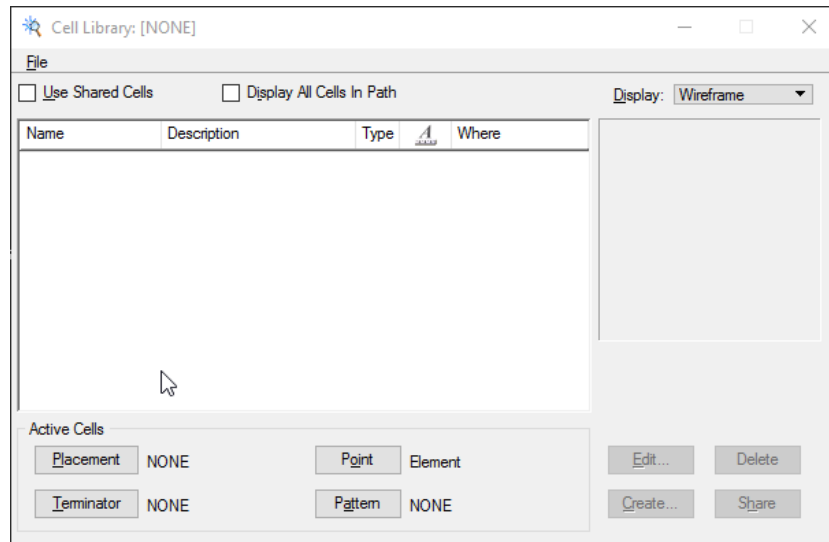 Cell Library: [NONE]
File
Use Shared Cells Display All Cells In Path Display: Wireframe
Name Description Type A Where
Active Cells
Placement NONE Point Element Edit... Delete
Terminator NONE Pattern NONE Create... Share